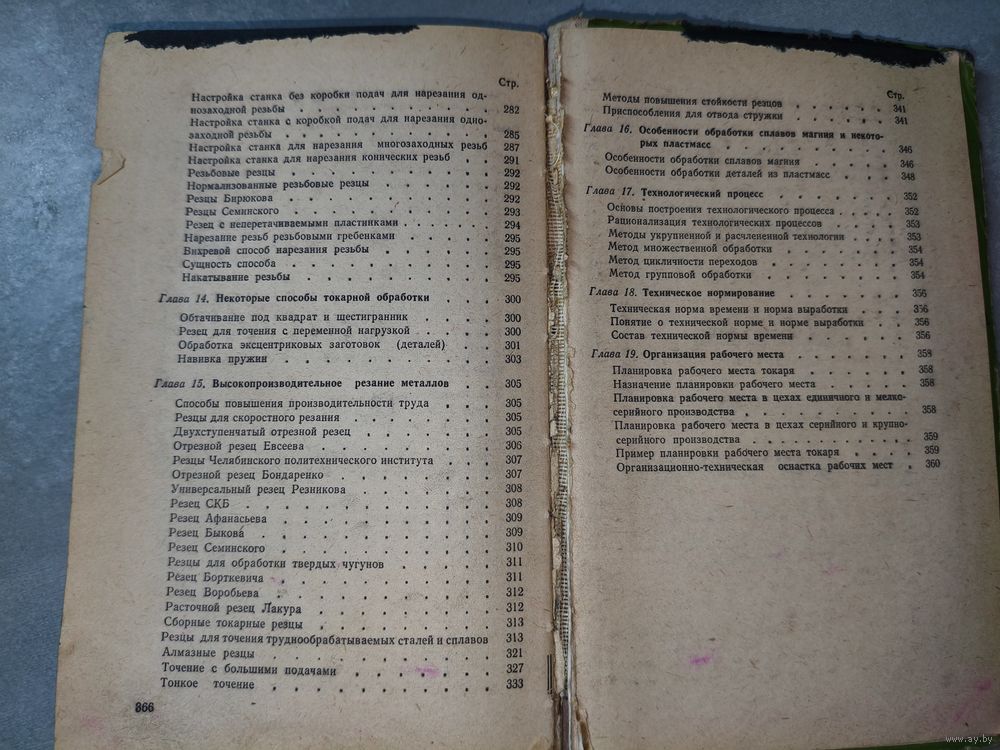 Стр.
Настройка станка без коробки подач для нарезания од-
нозаходной резьбы . . . . . . . . . . . . 282
Настройка станка с коробкой подач для нарезания одно-
заходной резьбы . . . . . . . . . . . . 285
Настройка станка для нарезания многозаходных резьб 287
Настройка станка для нарезания конических резьб . . 291
Резьбовые резцы . . . . . . . . . . . . 292
Нормализованные резьбовые резцы . . . . . . . 292
Резцы Бирюкова . . . . . . . . . . . . 292
Резцы Семинского . . . . . . . . . . . . 293
Резец с неперетачиваемыми пластинками . . . . . . 294
Нарезание резьб резьбовыми гребенками . . . . . . 295
Вихревой способ нарезания резьбы . . . . . . . 295
Сущность способа . . . . . . . . . . . . 295
Накатывание резьбы . . . . . . . . . . . 295
Глава 14. Некоторые способы токарной обработки . . . 300
Обтачивание под квадрат и шестигранник . . . . . 300
Резец для точения с переменной нагрузкой . . . . . 300
Обработка эксцентриковых заготовок (деталей) . . . 301
Навивка пружин . . . . . . . . . . . . 303
Глава 15. Высокопроизводительное резание металлов . . 305
Способы повышения производительности труда . . . . 305
Резцы для скоростного резания . . . . . . . . 305
Двухступенчатый отрезной резец . . . . . . . . 305
Отрезной резец Евсеева . . . . . . . . . . 306
Резцы Челябинского политехнического института . . . 307
Отрезной резец Бондаренко . . . . . . . . . 307
Универсальный резец Резникова . . . . . . . . 308
Резец СКБ . . . . . . . . . . . . . . 308
Резец Афанасьева . . . . . . . . . . . . 309
Резец Быкова . . . . . . . . . . . . . 309
Резец Семинского . . . . . . . . . . . . 310
Резцы для обработки твердых чугунов . . . . . . 311
Резец Борткевича . . . . . . . . . . . . 311
Резец Воробьева . . . . . . . . . . . . 312
Расточной резец Лакура . . . . . . . . . . 312
Сборные токарные резцы . . . . . . . . . . 313
Резцы для точения труднообрабатываемых сталей и сплавов 313
Алмазные резцы . . . . . . . . . . . . 321
Точение с большими подачами . . . . . . . . 327
Тонкое точение . . . . . . . . . . . . 333
366
Стр.
Методы повышения стойкости резцов . . . . . . 341
Приспособления для отвода стружки . . . . . . 341
Глава 16. Особенности обработки сплавов магния и некото-
рых пластмасс . . . . . . . . . . . 346
Особенности обработки сплавов магния . . . . . . 346
Особенности обработки деталей из пластмасс . . . . 348
Глава 17. Технологический процесс . . . . . . . 352
Основы построения технологического процесса . . . . . 352
Рационализация технологических процессов . . . . . 353
Методы укрупненной и расчлененной технологии . . . 353
Метод множественной обработки . . . . . . . . 354
Метод цикличности переходов . . . . . . . . 354
Метод групповой обработки . . . . . . . . . 354
Глава 18. Техническое нормирование . . . . . . . 356
Техническая норма времени и норма выработки . . . 356
Понятие о технической норме и норме выработки . . . 356
Состав технической нормы времени . . . . . . . 356
Глава 19. Организация рабочего места . . . . . . 358
Планировка рабочего места токаря . . . . . . . 358
Назначение планировки рабочего места . . . . . . 358
Планировка рабочего места в цехах единичного и мелко-
серийного производства . . . . . . . . . . 358
Планировка рабочего места в цехах серийного и крупно-
серийного производства . . . . . . . . . . 359
Пример планировки рабочего места токаря . . . . . 359
Организационно-техническая оснастка рабочих мест . 360
www.ay.by